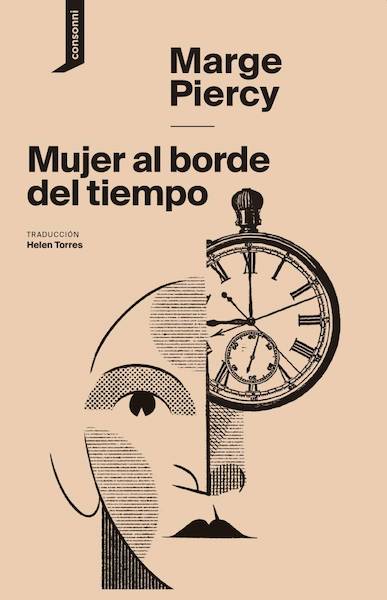 consonni
Marge
Piercy
Mujer al borde
del tiempo
TRADUCCIÓN
Helen Torres